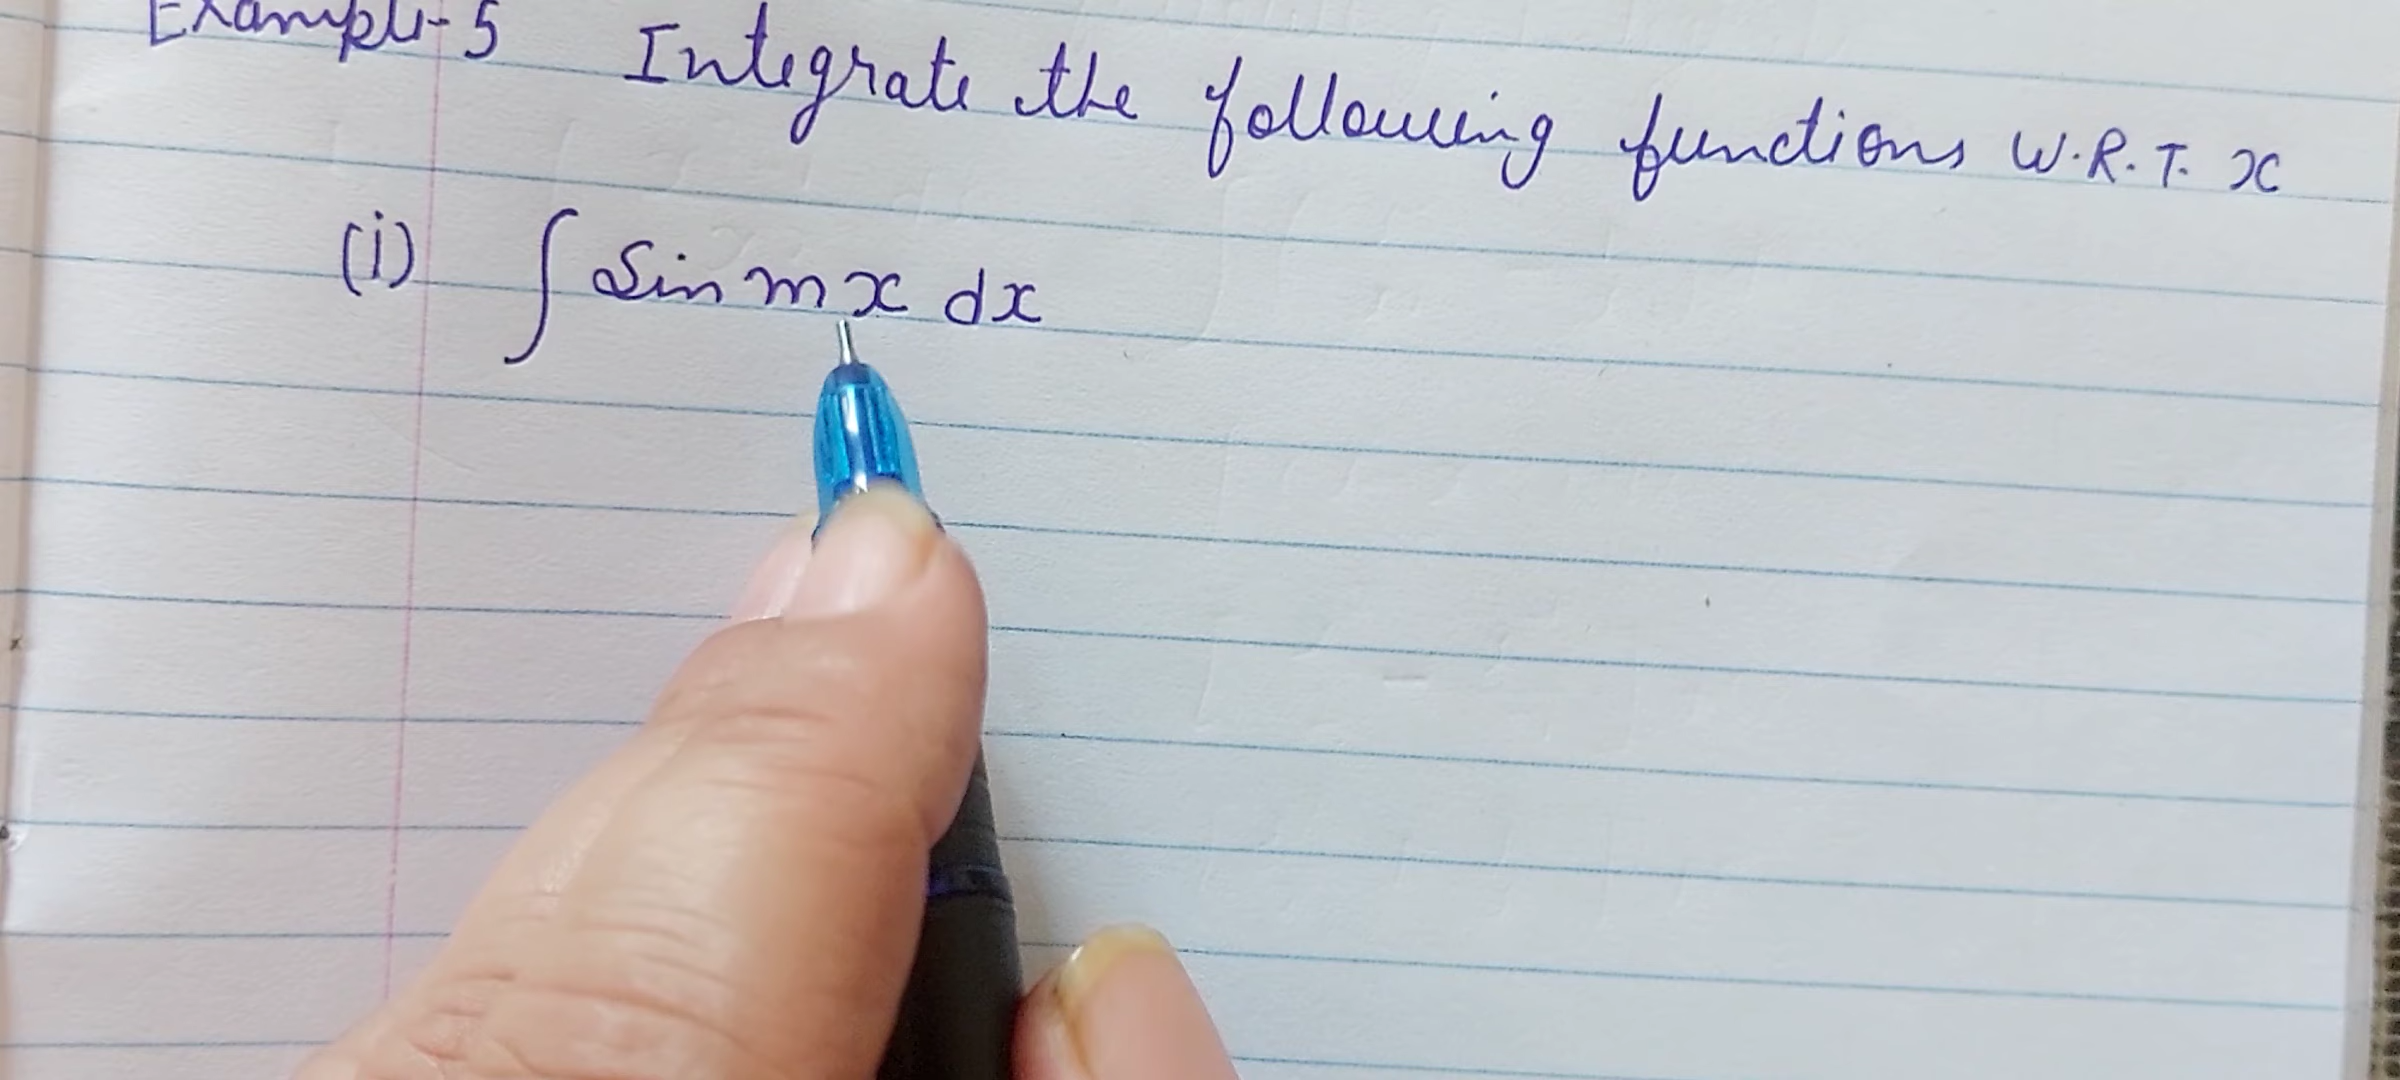 Example-5 Integrate the following functions W.R.T. x
(i) ∫ Sin mx dx